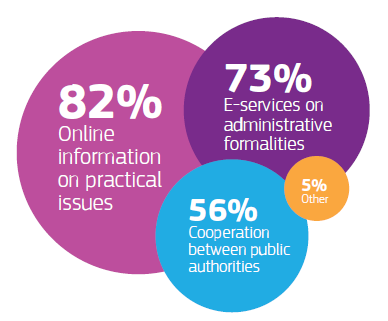 82%
Online
information
on practical
issues
73%
E-services on
administrative
formalities
56%
Cooperation
between public
authorities
5%
Other